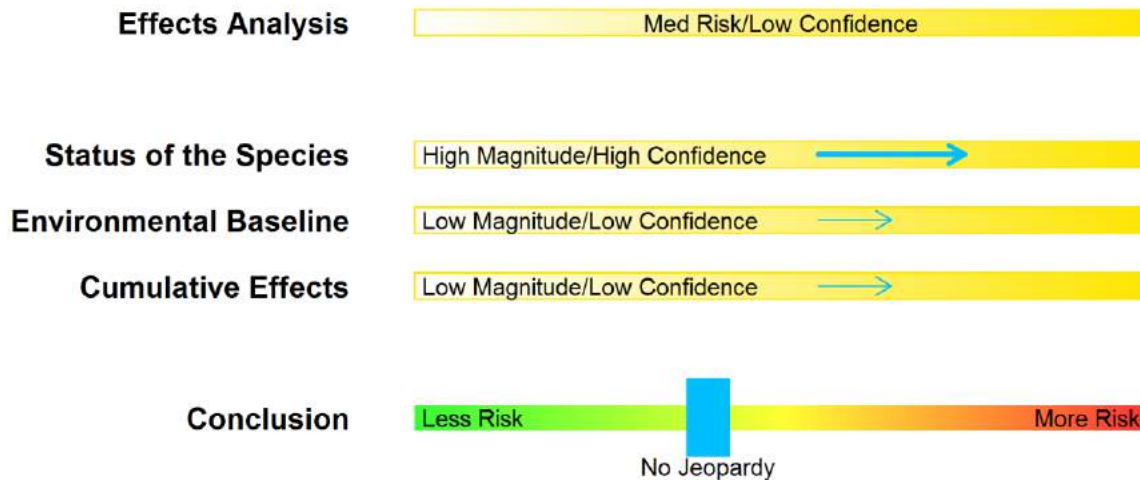 Effects Analysis Med Risk/Low Confidence
Status of the Species High Magnitude/High Confidence
Environmental Baseline Low Magnitude/Low Confidence
Cumulative Effects Low Magnitude/Low Confidence
Conclusion Less Risk More Risk
No Jeopardy